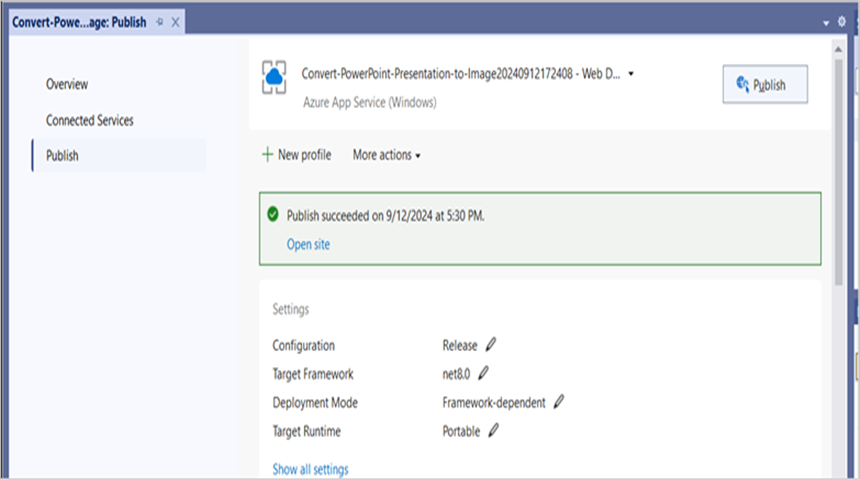 Convert-Powe...age: Publish
Overview
Connected Services
Publish
Convert-PowerPoint-Presentation-to-Image20240912172408 - Web D...
Azure App Service (Windows)
Publish
New profile
More actions
Publish succeeded on 9/12/2024 at 5:30 PM.
Open site
Settings
Configuration Release
Target Framework net8.0
Deployment Mode Framework-dependent
Target Runtime Portable
Show all settings